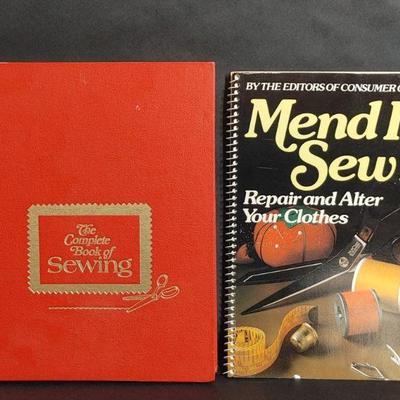 The
Complete
Book of
Sewing
BY THE EDITORS OF CONSUMER
Mend
Sew
Repair and Alter
Your Clothes